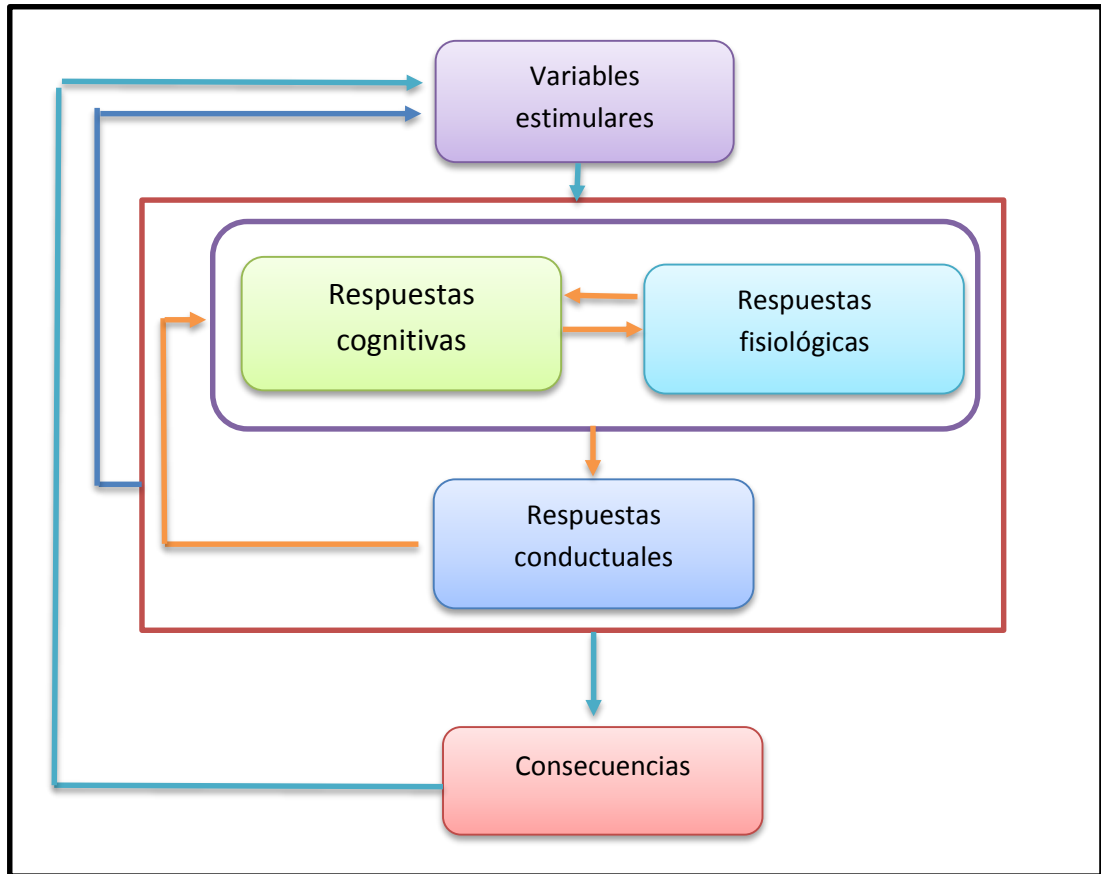 Variables
estimulares
Respuestas
cognitivas
Respuestas
fisiológicas
Respuestas
conductuales
Consecuencias